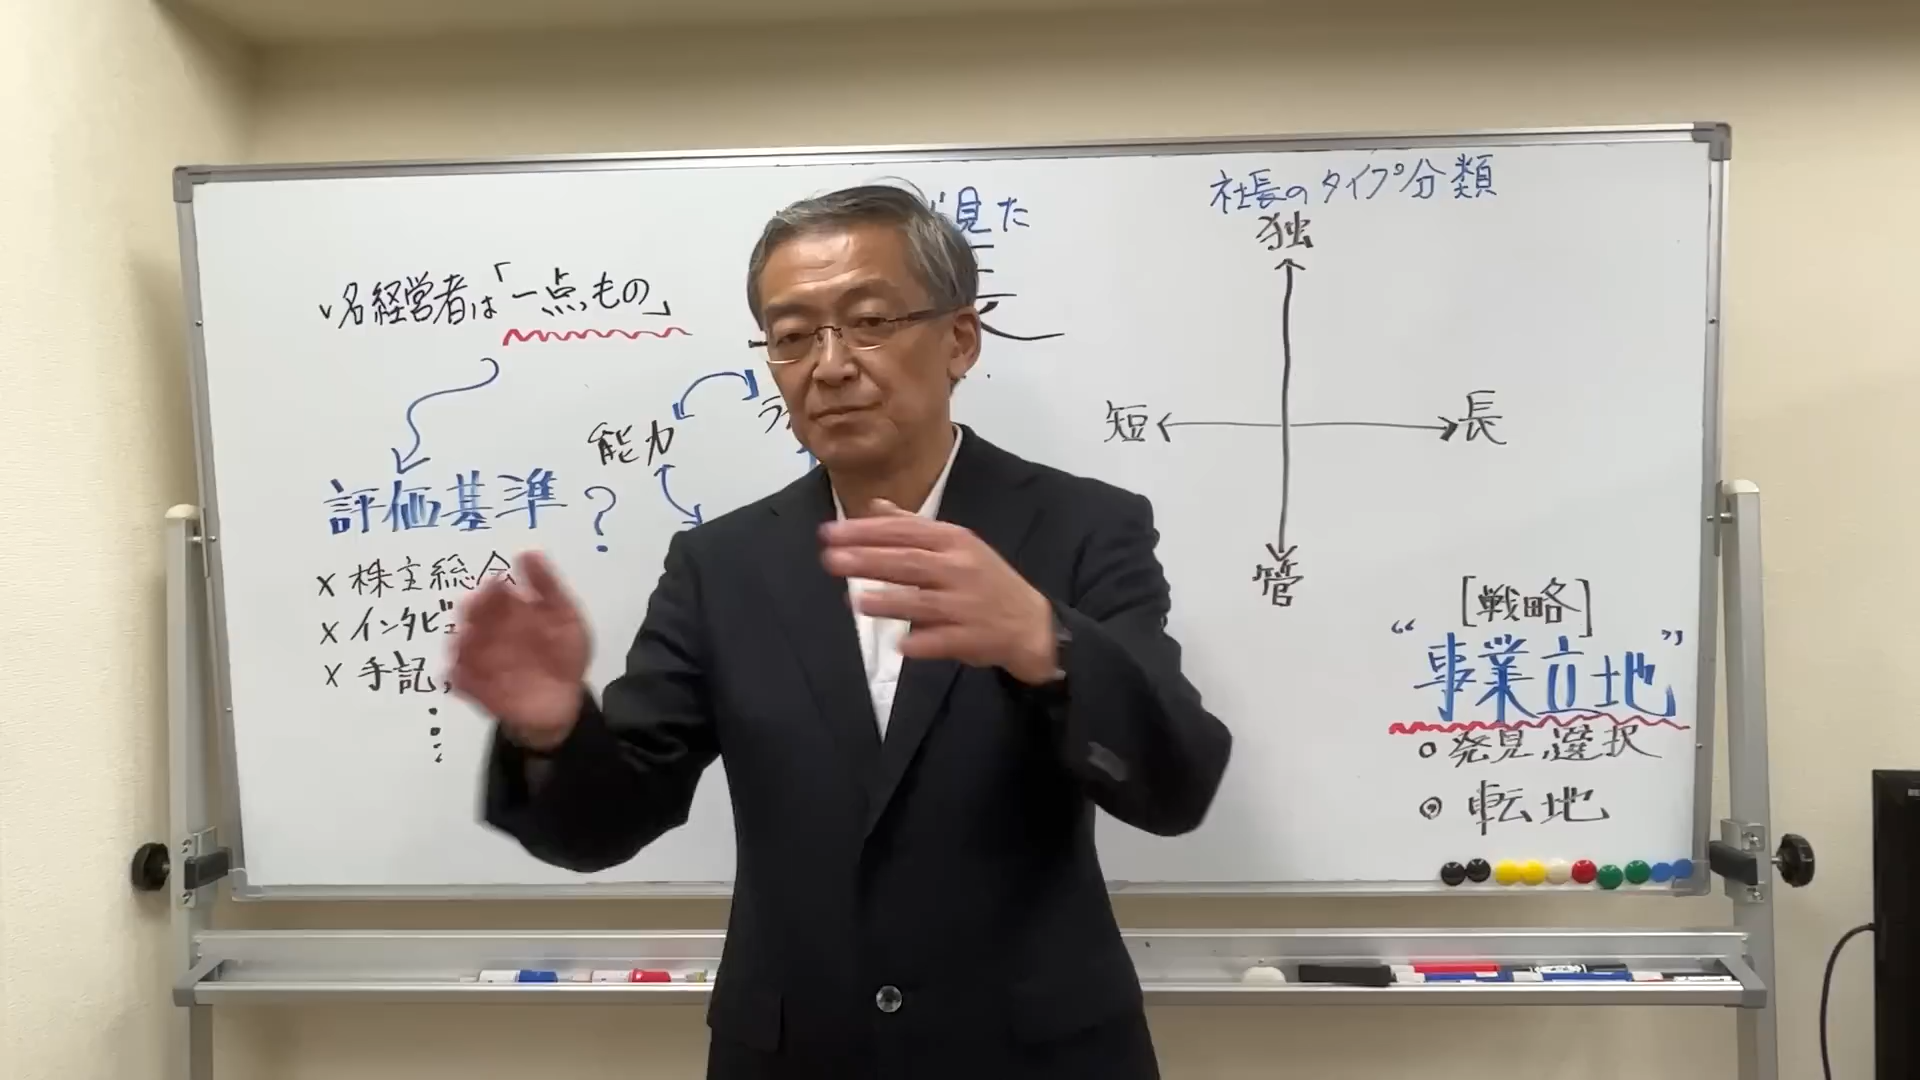 見た
✓名経営者は「一点もの」
能力
評価基準?
x 株主総会
x インタビュ
x 手記
社長のタイプ分類
独
短
長
管
[戦略]
“事業立地”
○発見、選択
◎転地